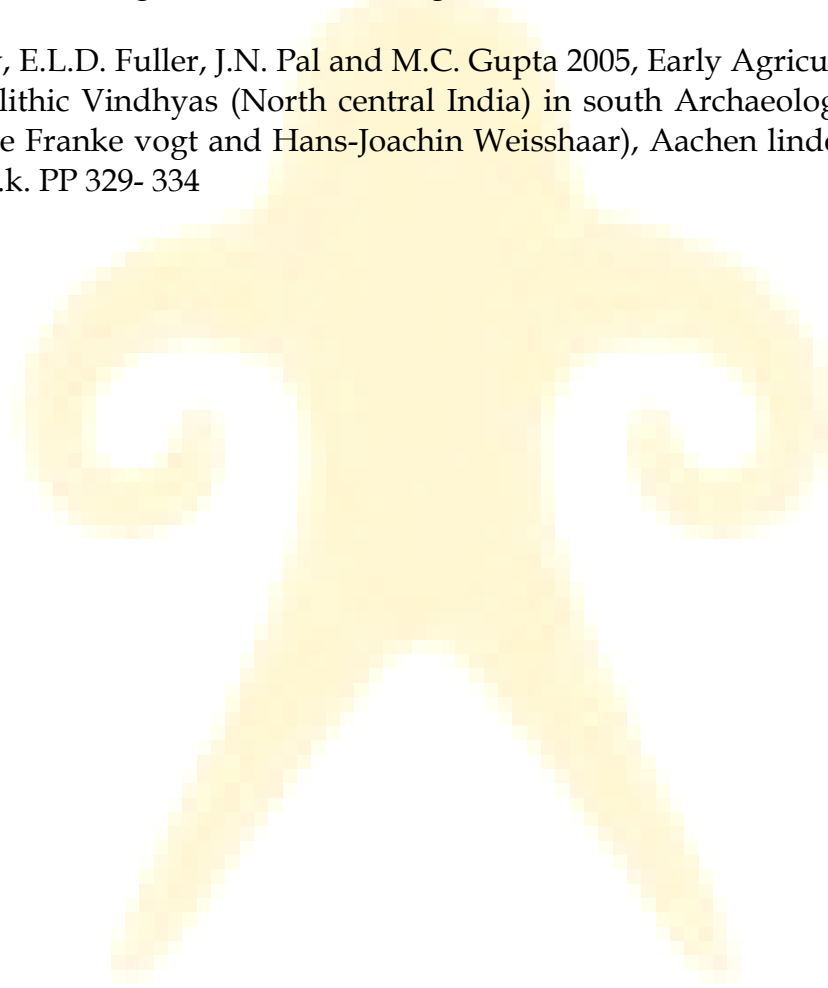 , E.L.D. Fuller, J.N. Pal and M.C. Gupta 2005, Early Agricu
lithic Vindhyas (North central India) in south Archaeolog
e Franke vogt and Hans-Joachin Weisshaar), Aachen lind
.k. PP 329- 334